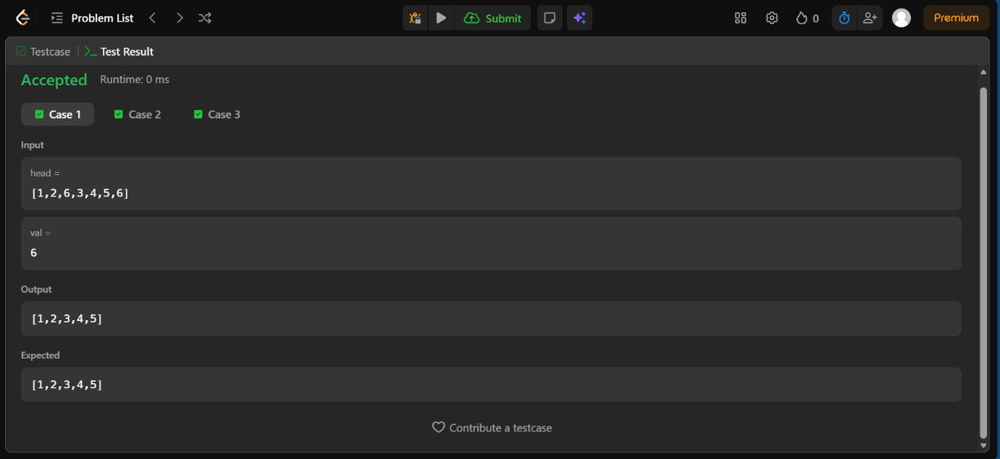 Problem List Submit 0 Premium
Testcase Test Result
Accepted Runtime: 0 ms
Case 1 Case 2 Case 3
Input
head =
[1,2,6,3,4,5,6]
val =
6
Output
[1,2,3,4,5]
Expected
[1,2,3,4,5]
Contribute a testcase